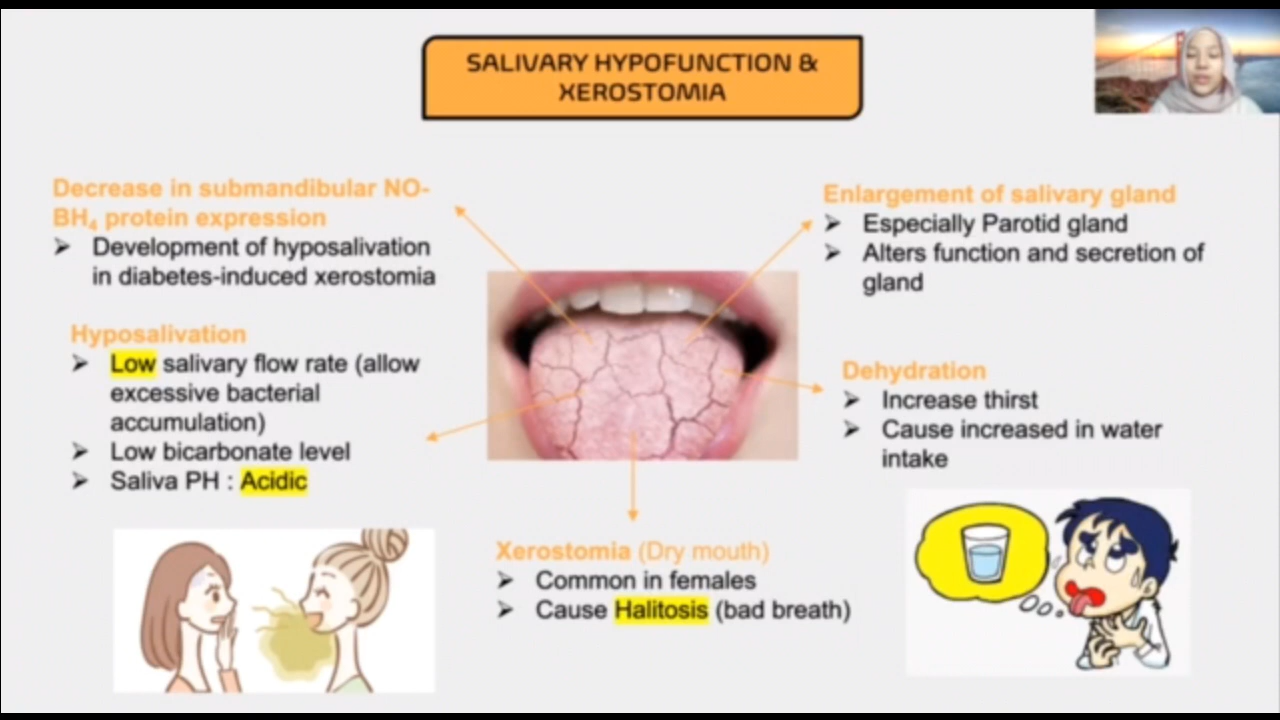 SALIVARY HYPOFUNCTION &
XEROSTOMIA
Decrease in submandibular NO-
BH₄ protein expression
➤ Development of hyposalivation
in diabetes-induced xerostomia
Hyposalivation
➤ Low salivary flow rate (allow
excessive bacterial
accumulation)
➤ Low bicarbonate level
➤ Saliva PH : Acidic
Xerostomia (Dry mouth)
➤ Common in females
➤ Cause Halitosis (bad breath)
Enlargement of salivary gland
➤ Especially Parotid gland
➤ Alters function and secretion of
gland
Dehydration
➤ Increase thirst
➤ Cause increased in water
intake